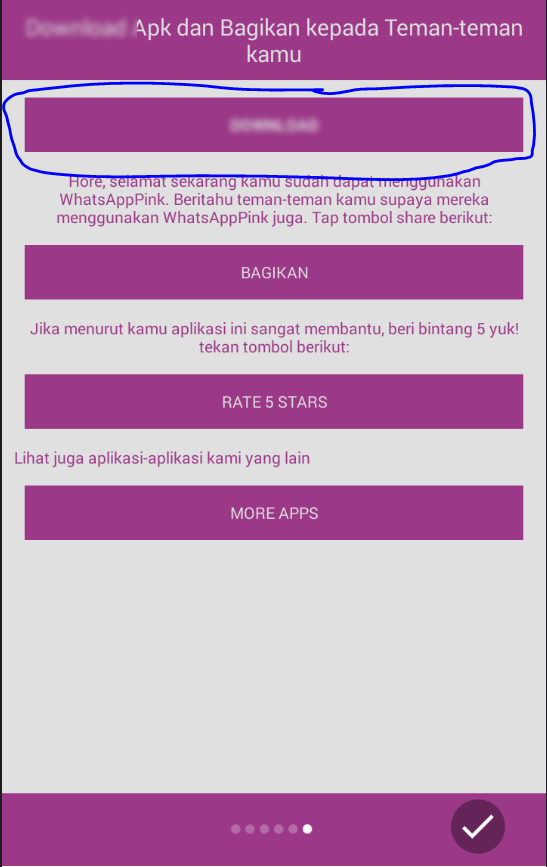 Download Apk dan Bagikan kepada Teman-teman
kamu
DOWNLOAD
Hore, selamat sekarang kamu sudah dapat menggunakan
WhatsAppPink. Beritahu teman-teman kamu supaya mereka
menggunakan WhatsAppPink juga. Tap tombol share berikut:
BAGIKAN
Jika menurut kamu aplikasi ini sangat membantu, beri bintang 5 yuk!
tekan tombol berikut:
RATE 5 STARS
Lihat juga aplikasi-aplikasi kami yang lain
MORE APPS